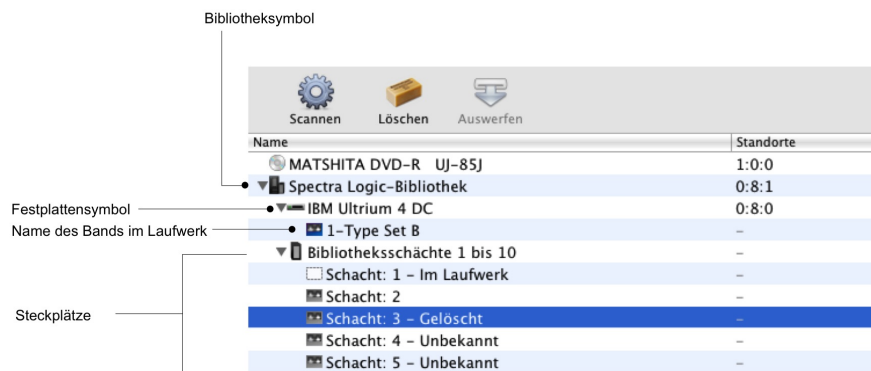 Bibliotheksymbol
Scannen Löschen Auswerfen
Name Standorte
MATSHITA DVD-R UJ-85J 1:0:0
Spectra Logic-Bibliothek 0:8:1
Festplattensymbol IBM Ultrium 4 DC 0:8:0
Name des Bands im Laufwerk 1-Type Set B –
Bibliotheksschächte 1 bis 10 –
Schacht: 1 – Im Laufwerk –
Schacht: 2 –
Steckplätze Schacht: 3 – Gelöscht –
Schacht: 4 – Unbekannt –
Schacht: 5 – Unbekannt –